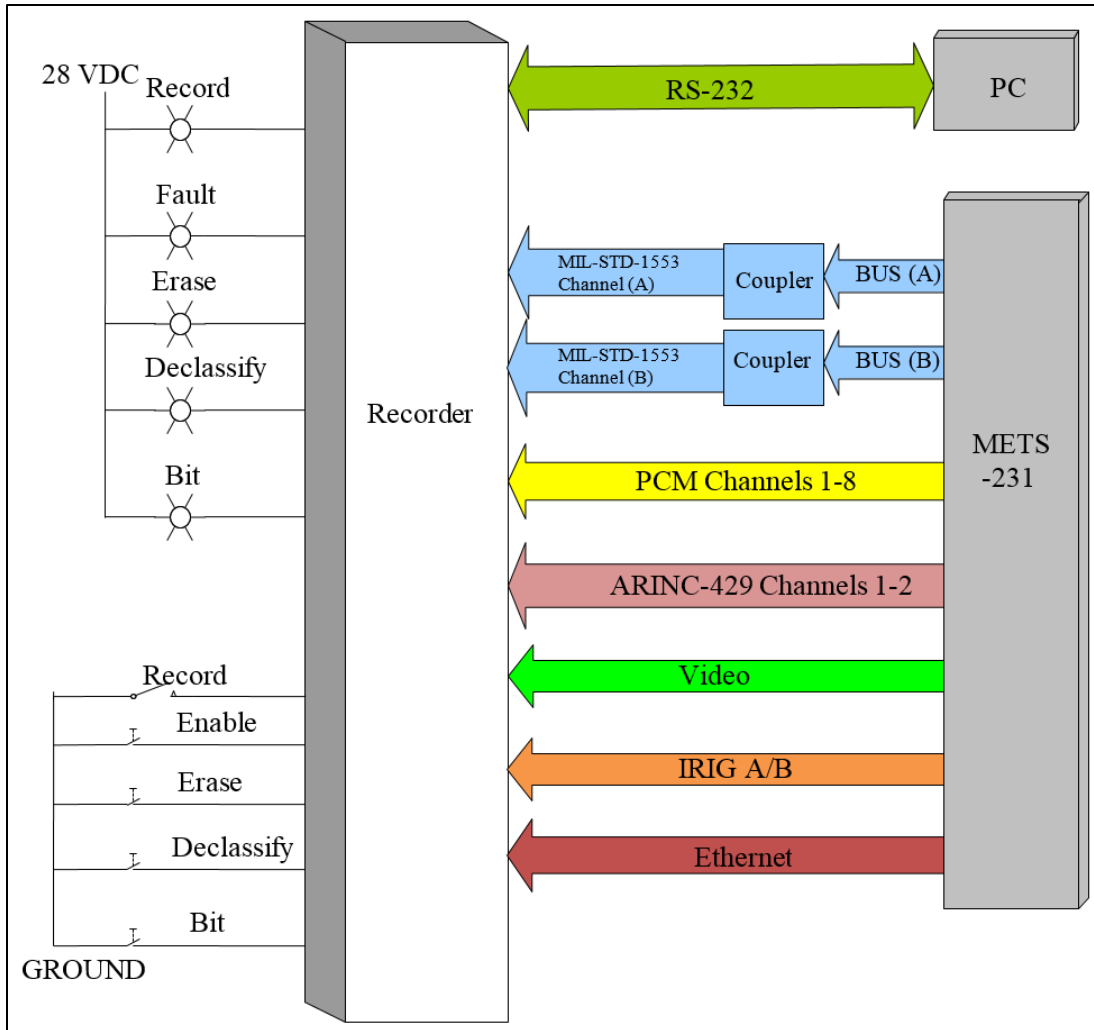 28 VDC
Record
Fault
Erase
Declassify
Bit
Record
Enable
Erase
Declassify
Bit
GROUND
Recorder
RS-232
PC
MIL-STD-1553
Channel (A)
Coupler
BUS (A)
MIL-STD-1553
Channel (B)
Coupler
BUS (B)
PCM Channels 1-8
ARINC-429 Channels 1-2
Video
IRIG A/B
Ethernet
METS
-231